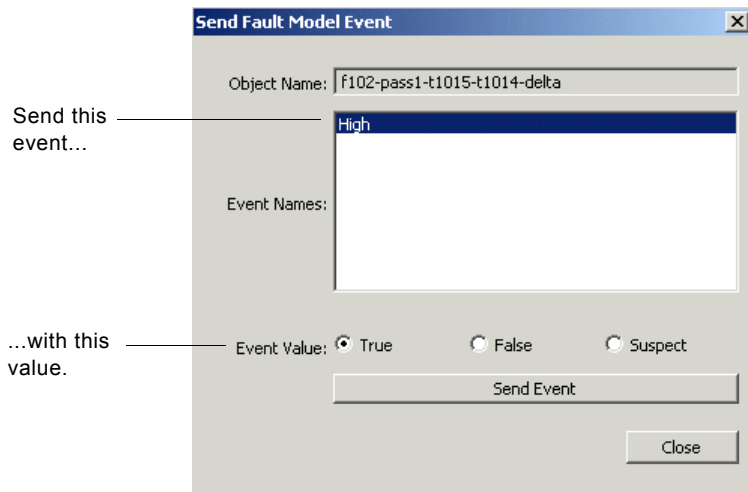 Send Fault Model Event
Object Name: f102-pass1-t1015-t1014-delta
Send this
event...
High
Event Names:
...with this
value.
Event Value: True False Suspect
Send Event
Close